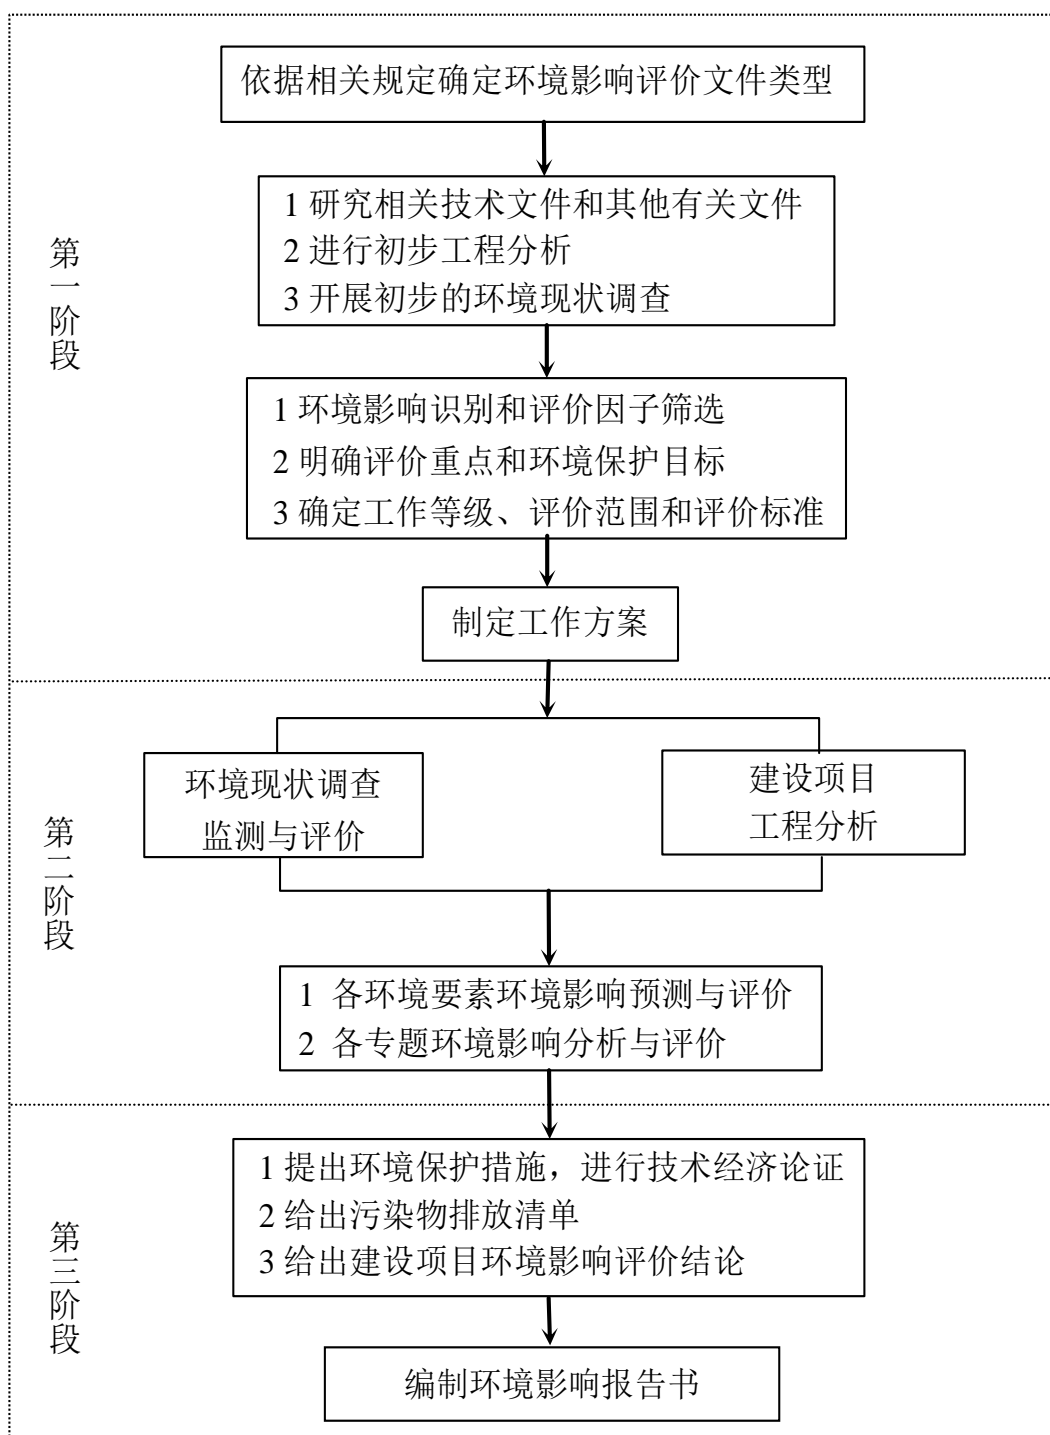 依据相关规定确定环境影响评价文件类型
1 研究相关技术文件和其他有关文件
2 进行初步工程分析
3 开展初步的环境现状调查
第一阶段
1 环境影响识别和评价因子筛选
2 明确评价重点和环境保护目标
3 确定工作等级、评价范围和评价标准
制定工作方案
环境现状调查
监测与评价
建设项目
工程分析
第二阶段
1 各环境要素环境影响预测与评价
2 各专题环境影响分析与评价
1 提出环境保护措施，进行技术经济论证
2 给出污染物排放清单
3 给出建设项目环境影响评价结论
第三阶段
编制环境影响报告书